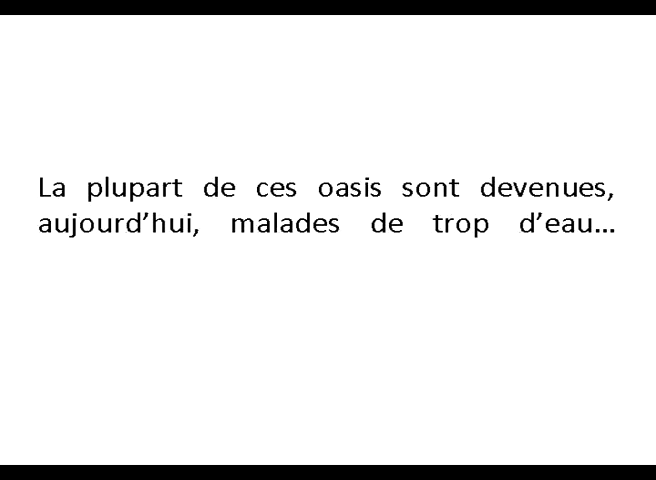 La plupart de ces oasis sont devenues,
aujourd’hui, malades de trop d’eau…